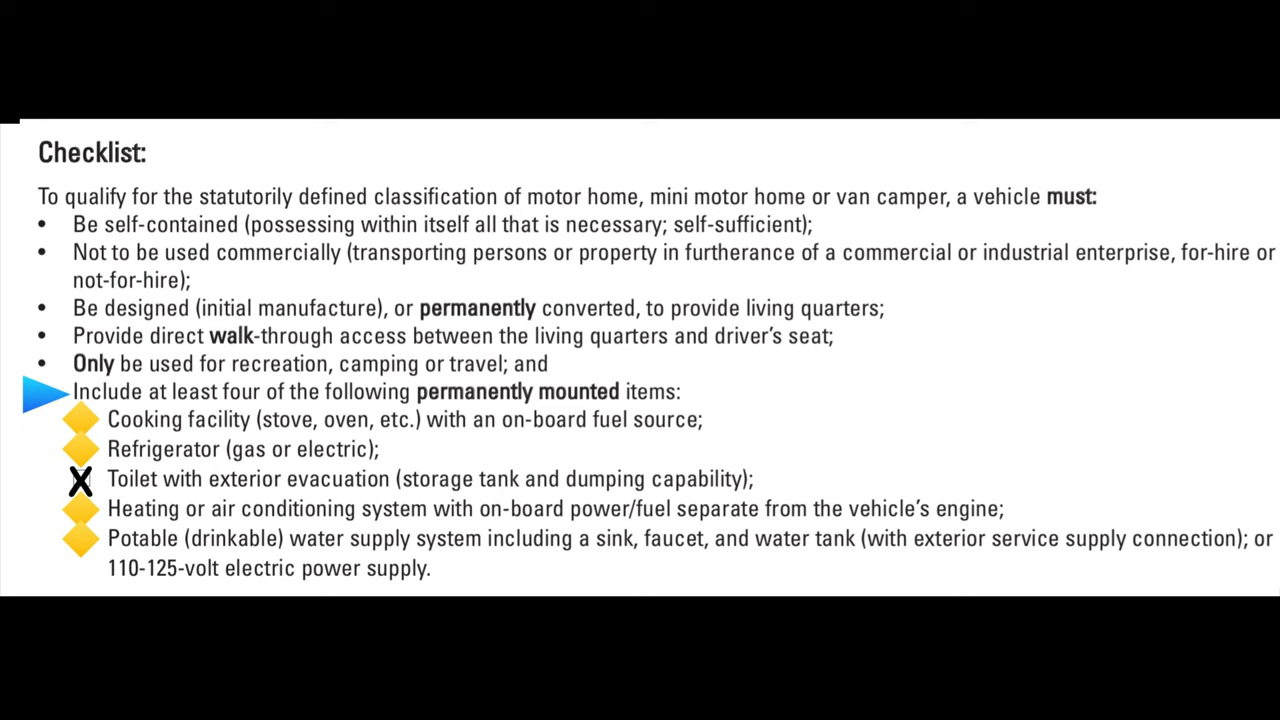 Checklist:
To qualify for the statutorily defined classification of motor home, mini motor home or van camper, a vehicle must:
• Be self-contained (possessing within itself all that is necessary; self-sufficient);
• Not to be used commercially (transporting persons or property in furtherance of a commercial or industrial enterprise, for-hire or
not-for-hire);
• Be designed (initial manufacture), or permanently converted, to provide living quarters;
• Provide direct walk-through access between the living quarters and driver's seat;
• Only be used for recreation, camping or travel; and
Include at least four of the following permanently mounted items:
Cooking facility (stove, oven, etc.) with an on-board fuel source;
Refrigerator (gas or electric);
X Toilet with exterior evacuation (storage tank and dumping capability);
Heating or air conditioning system with on-board power/fuel separate from the vehicle's engine;
Potable (drinkable) water supply system including a sink, faucet, and water tank (with exterior service supply connection); or
110-125-volt electric power supply.